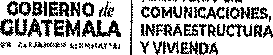 GOBIERNO de
GUATEMALA
COMUNICACIONES,
INFRAESTRUCTURA
Y VIVIENDA